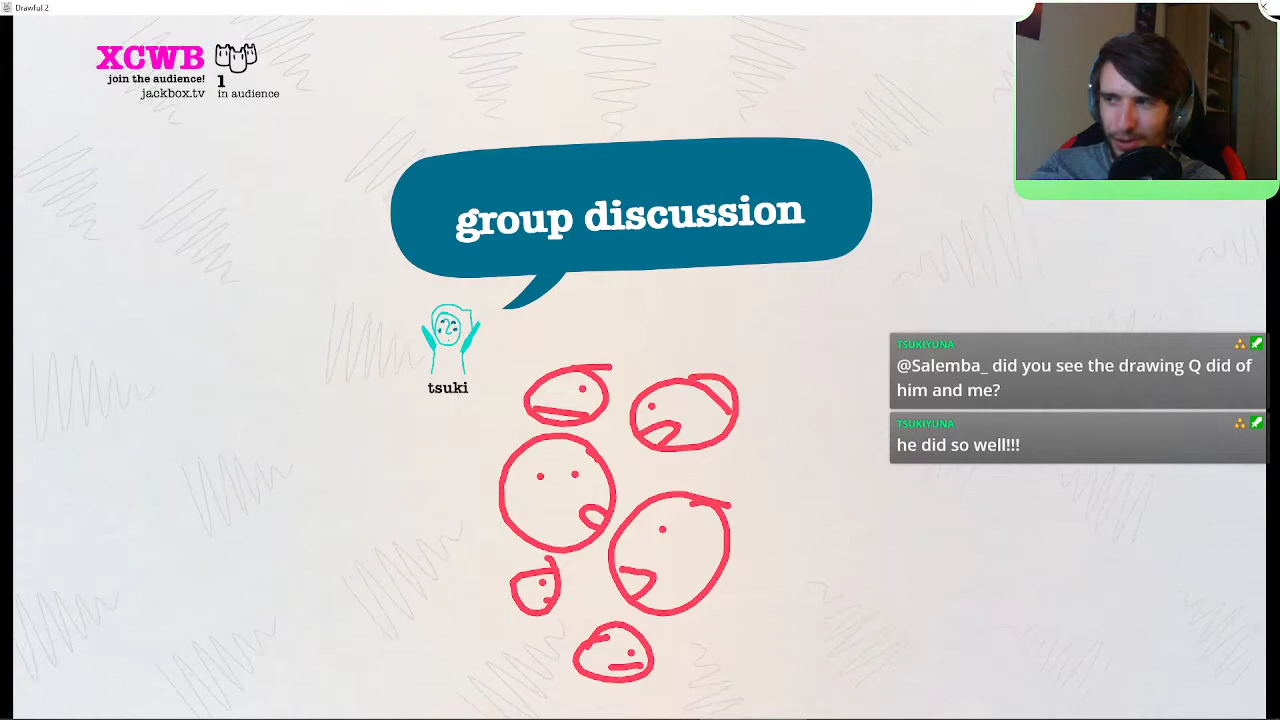 Drawful 2
XCWB
join the audience!
jackbox.tv
1
in audience
group discussion
tsuki
TSUKIYUNA
@Salemba_ did you see the drawing Q did of
him and me?
TSUKIYUNA
he did so well!!!